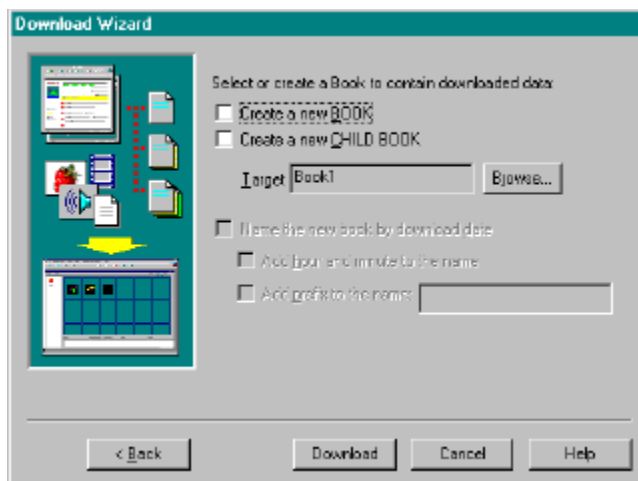 Download Wizard
Select or create a Book to contain downloaded data:
Create a new BOOK
Create a new CHILD BOOK
Target Book1 Browse...
Name the new book by download date
Add hour and minute to the name
Add prefix to the name:
< Back Download Cancel Help